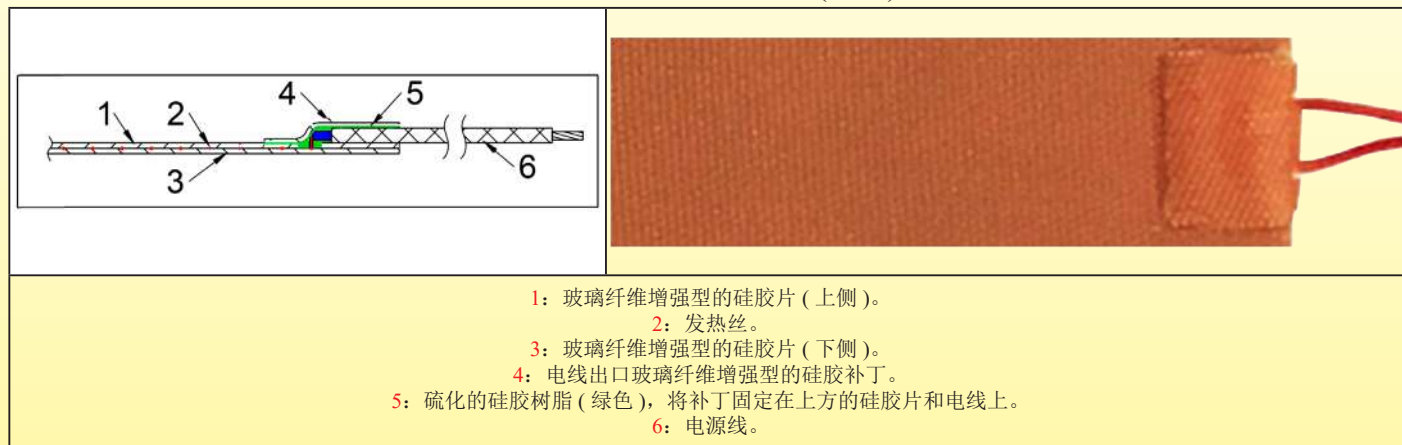 1
2
3
4
5
6
1：玻璃纤维增强型的硅胶片 ( 上侧 )。
2：发热丝。
3：玻璃纤维增强型的硅胶片 ( 下侧 )。
4：电线出口玻璃纤维增强型的硅胶补丁。
5：硫化的硅胶树脂 ( 绿色 )，将补丁固定在上方的硅胶片和电线上。
6：电源线。